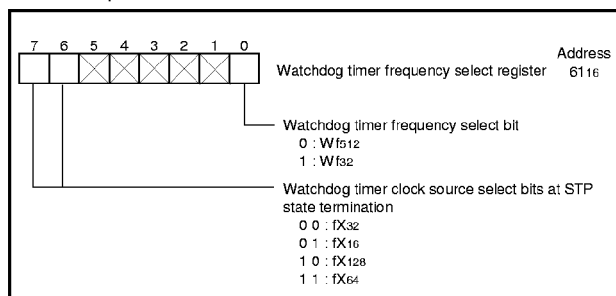 7 6 5 4 3 2 1 0
Address
Watchdog timer frequency select register 6116
Watchdog timer frequency select bit
0 : Wf512
1 : Wf32
Watchdog timer clock source select bits at STP
state termination
0 0 : fX32
0 1 : fX16
1 0 : fX128
1 1 : fX64